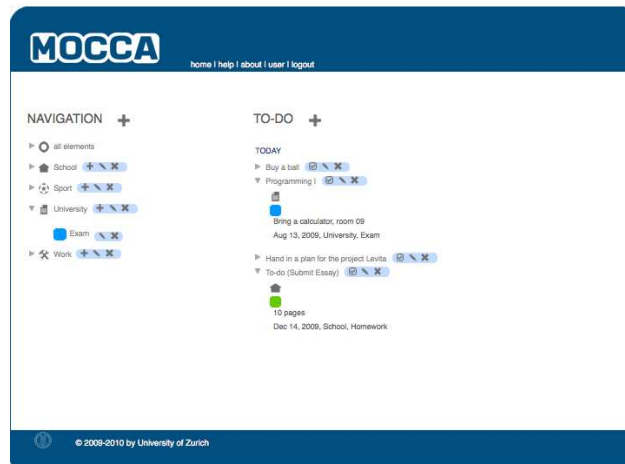 MOCCA
home I help I about I user I logout
NAVIGATION
all elements
School
Sport
University
Exam
Work
TO-DO
TODAY
Buy a ball
Programming I
Bring a calculator, room 09
Aug 13, 2009, University, Exam
Hand in a plan for the project Levita
To-do (Submit Essay)
10 pages
Dec 14, 2009, School, Homework
© 2009-2010 by University of Zurich